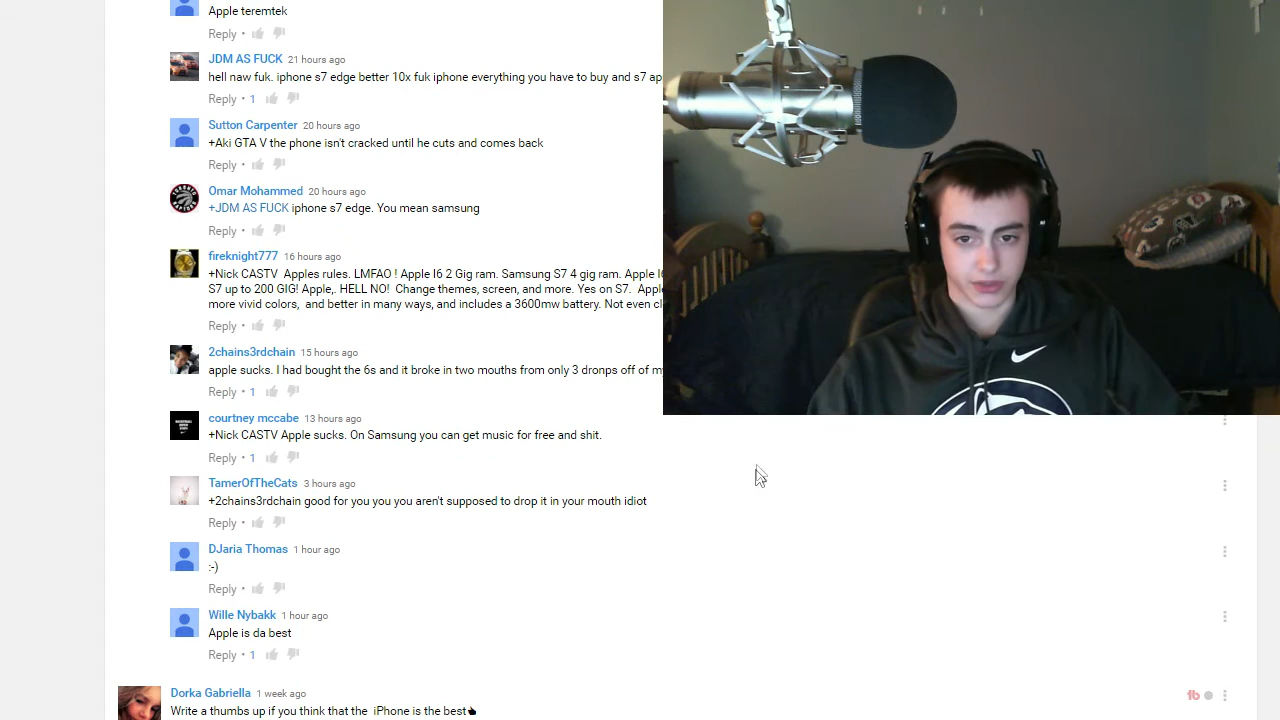 Apple teremtek
Reply •
JDM AS FUCK 21 hours ago
hell naw fuk. iphone s7 edge better 10x fuk iphone everything you have to buy and s7 ap
Reply • 1
Sutton Carpenter 20 hours ago
+Aki GTA V the phone isn't cracked until he cuts and comes back
Reply •
Omar Mohammed 20 hours ago
+JDM AS FUCK iphone s7 edge. You mean samsung
Reply •
fireknight777 16 hours ago
+Nick CASTV Apples rules. LMFAO ! Apple I6 2 Gig ram. Samsung S7 4 gig ram. Apple I6
S7 up to 200 GIG! Apple,. HELL NO! Change themes, screen, and more. Yes on S7. Apple
more vivid colors, and better in many ways, and includes a 3600mw battery. Not even cl
Reply •
2chains3rdchain 15 hours ago
apple sucks. I had bought the 6s and it broke in two mouths from only 3 dronps off of m
Reply • 1
courtney mccabe 13 hours ago
+Nick CASTV Apple sucks. On Samsung you can get music for free and shit.
Reply • 1
TamerOfTheCats 3 hours ago
+2chains3rdchain good for you you you aren't supposed to drop it in your mouth idiot
Reply •
DJaria Thomas 1 hour ago
:-)
Reply •
Wille Nybakk 1 hour ago
Apple is da best
Reply • 1
Dorka Gabriella 1 week ago
Write a thumbs up if you think that the iPhone is the best